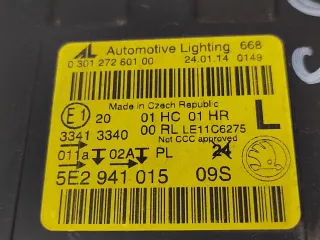 AL Automotive Lighting 668
0 301 272 601 00 24.01.14 0149
Made in Czech Republic
E1 20 01 HC 01 HR L
3341 3340 00 RL LE11C6275
Not CCC approved
011a 02A PL 24
5E2 941 015 09S